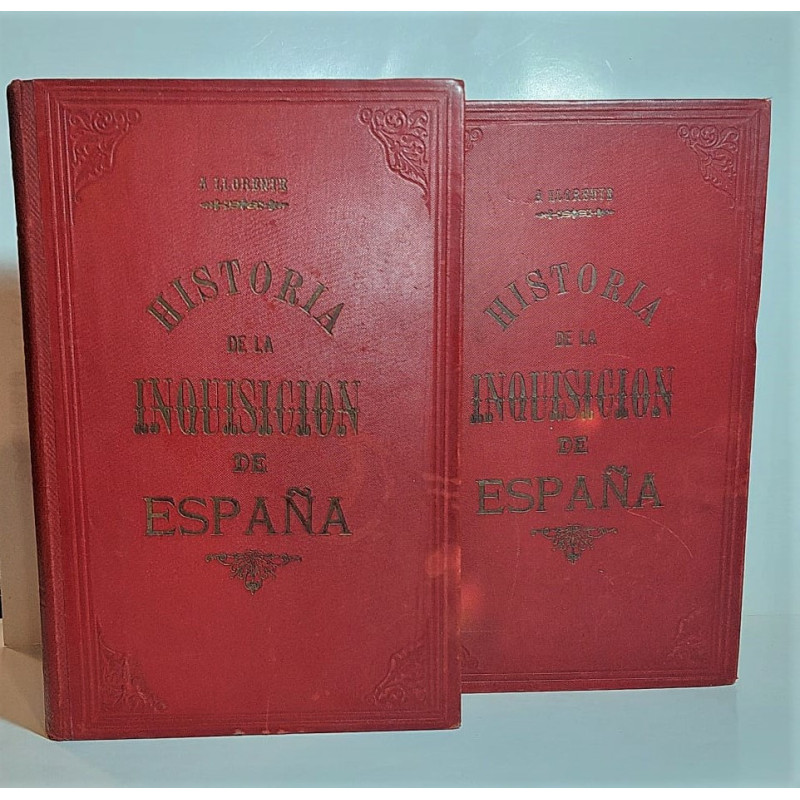 A LLORENTE
HISTORIA
DE LA
INQUISICION
DE
ESPAÑA
A LLORENTE
HISTORIA
DE LA
INQUISICION
DE
ESPAÑA